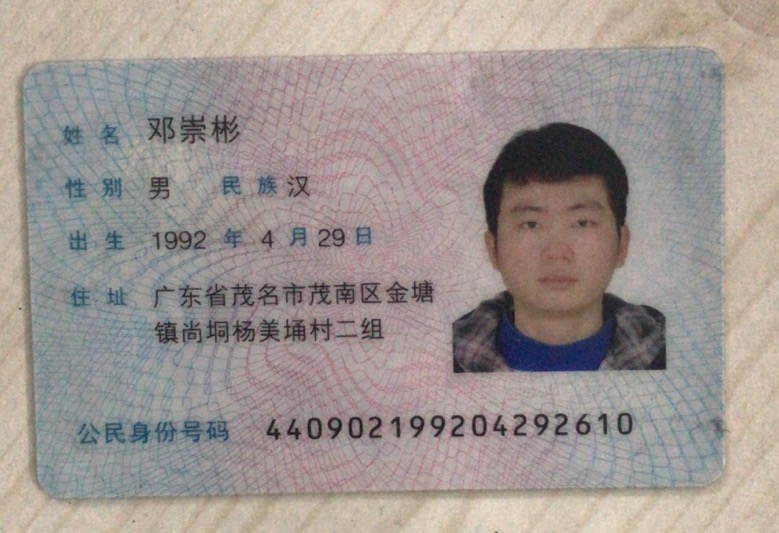 姓名 邓崇彬
性别 男 民族 汉
出生 1992 年 4 月 29 日
住址 广东省茂名市茂南区金塘
镇尚垌杨美埇村二组
公民身份号码 440902199204292610